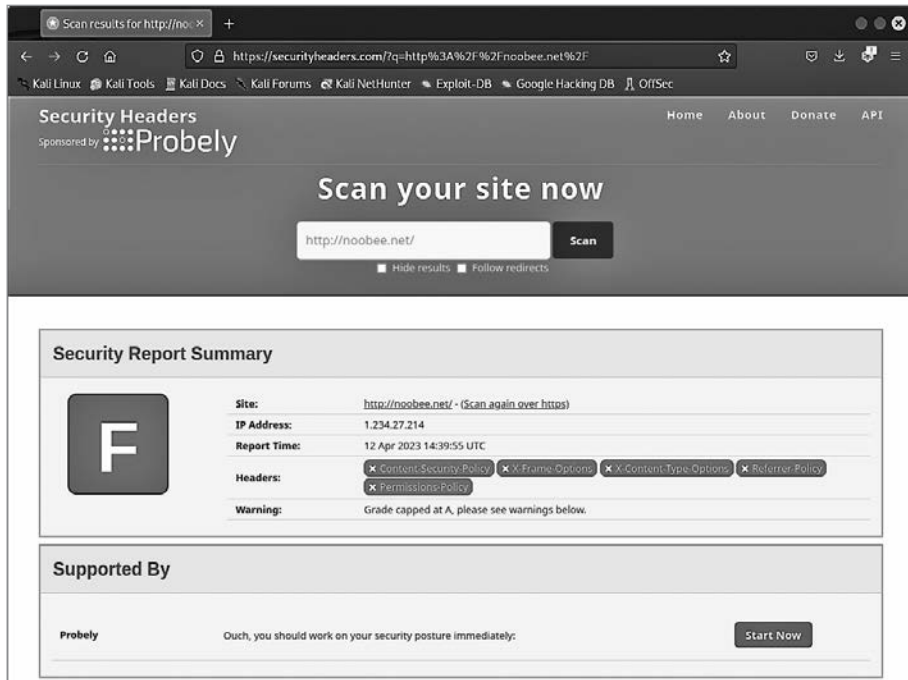 Scan results for http://noo
https://securityheaders.com/?q=http%3A%2F%2Fnoobee.net%2F
Kali Linux Kali Tools Kali Docs Kali Forums Kali NetHunter Exploit-DB Google Hacking DB OffSec
Security Headers
Sponsored by Probely
Home About Donate API
Scan your site now
http://noobee.net/ Scan
Hide results Follow redirects
Security Report Summary
F
Site: http://noobee.net/ - (Scan again over https)
IP Address: 1.234.27.214
Report Time: 12 Apr 2023 14:39:55 UTC
Headers: Content-Security-Policy X-Frame-Options X-Content-Type-Options Referrer-Policy
Permissions-Policy
Warning: Grade capped at A, please see warnings below.
Supported By
Probely Ouch, you should work on your security posture immediately: Start Now